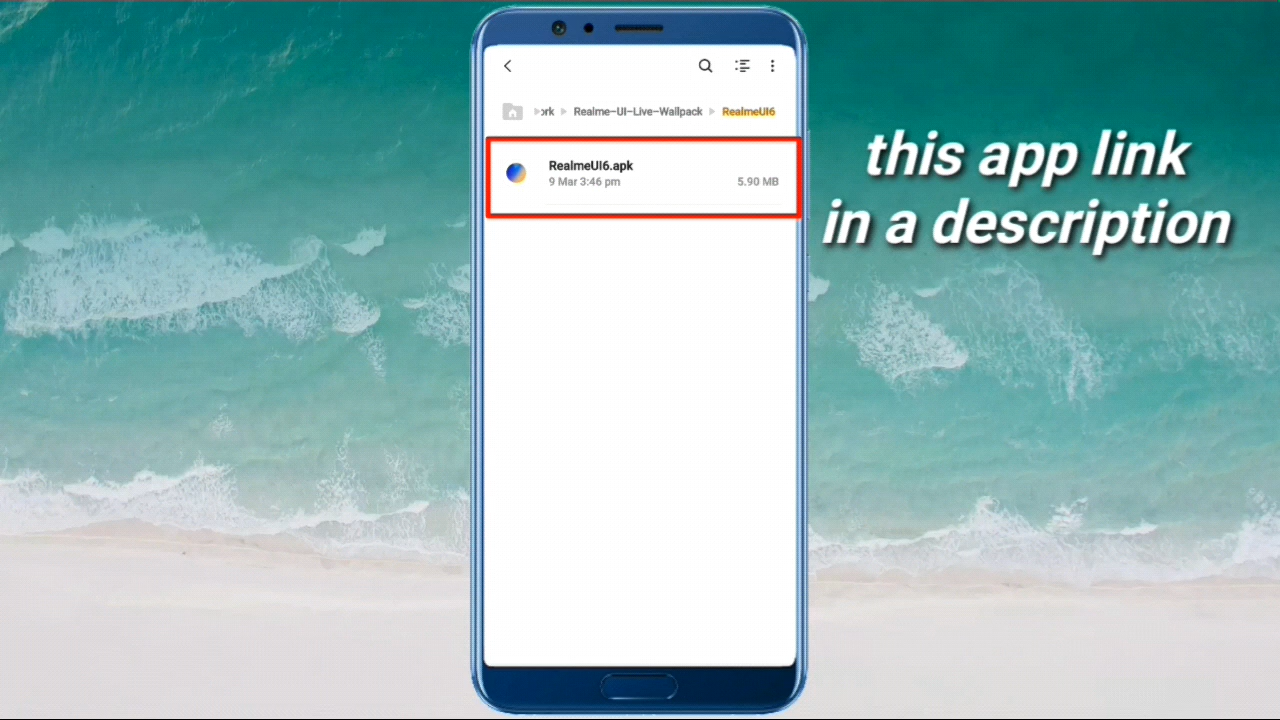 ork Realme-UI-Live-Wallpack RealmeUI6
RealmeUI6.apk
9 Mar 3:46 pm 5.90 MB
this app link
in a description